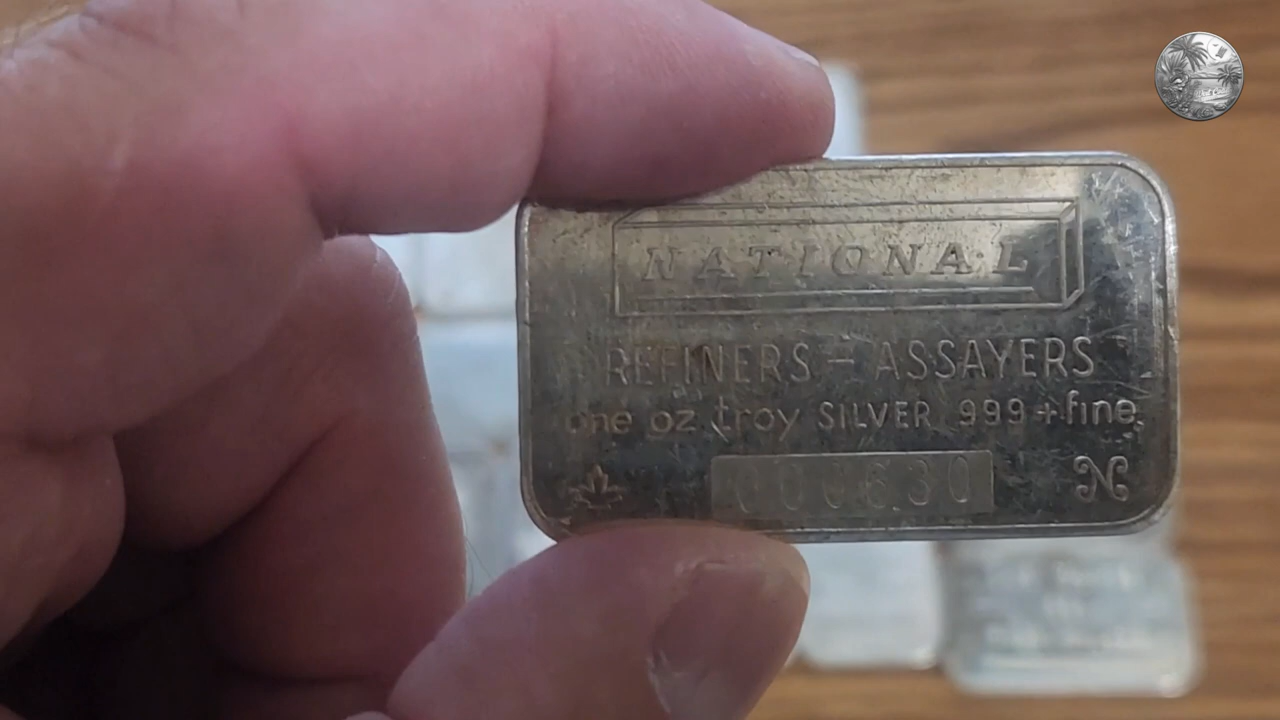 NATIONAL
REFINERS - ASSAYERS
one oz troy SILVER 999+fine
000630
N